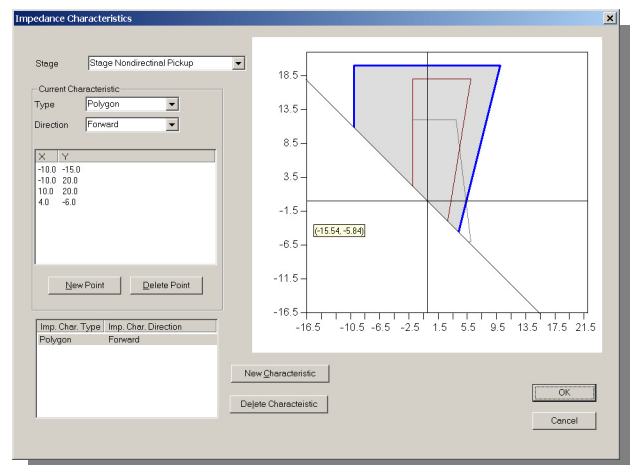 Impedance Characteristics
Stage Stage Nondirectinal Pickup
Current Characteristic
Type Polygon
Direction Forward
X Y
-10.0 -15.0
-10.0 20.0
10.0 20.0
4.0 -6.0
New Point Delete Point
Imp. Char. Type Imp. Char. Direction
Polygon Forward
18.5
13.5
8.5
3.5
-1.5
-6.5
-11.5
-16.5
(-15.54, -5.84)
-16.5 -10.5 -6.5 -2.5 1.5 5.5 9.5 13.5 17.5 21.5
New Characteristic
Delete Characteistic
OK
Cancel